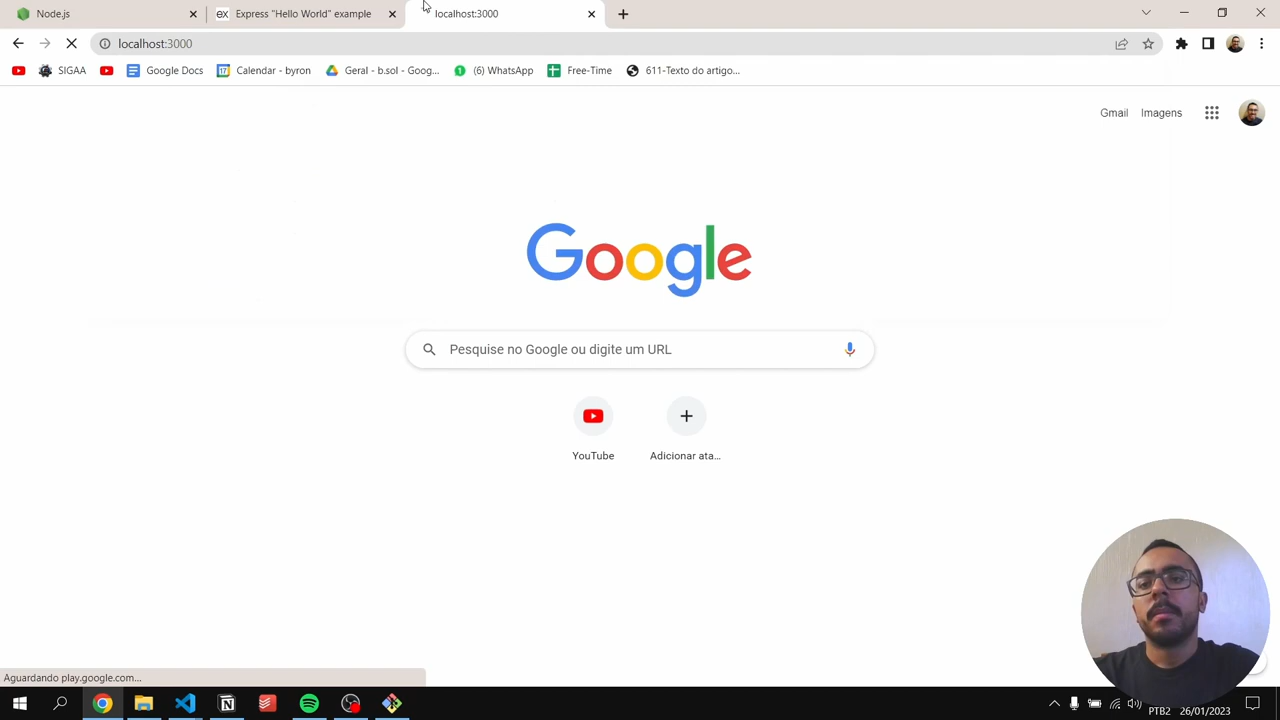 Node.js
Express "Hello World" example
localhost:3000
localhost:3000
SIGAA
Google Docs
Calendar - byron
Geral - b.sol - Goog...
(6) WhatsApp
Free-Time
611-Texto do artigo...
Gmail
Imagens
Google
Pesquise no Google ou digite um URL
YouTube
Adicionar ata...
Aguardando play.google.com...
PTB2
26/01/2023